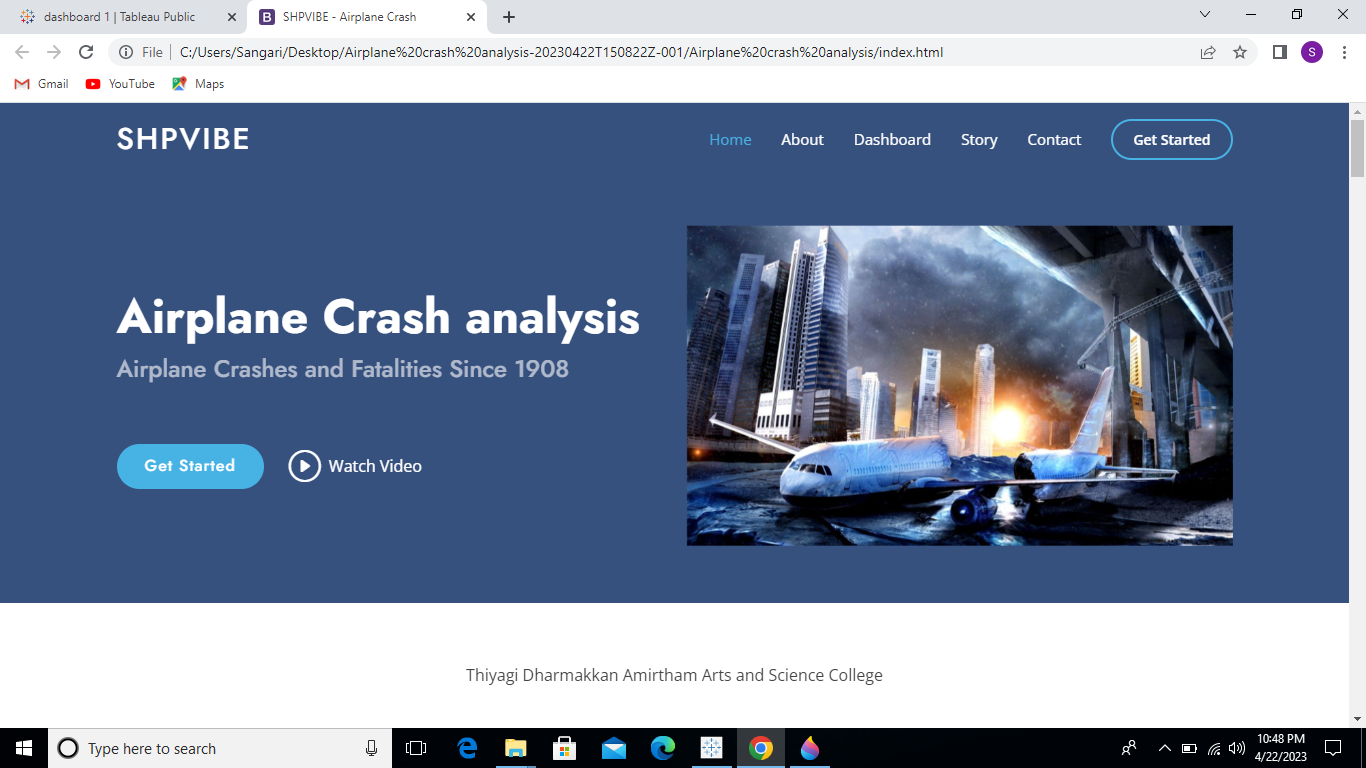 dashboard 1 | Tableau Public
SHPVIBE - Airplane Crash
File
C:/Users/Sangari/Desktop/Airplane%20crash%20analysis-20230422T150822Z-001/Airplane%20crash%20analysis/index.html
S
Gmail
YouTube
Maps
SHPVIBE
Home
About
Dashboard
Story
Contact
Get Started
Airplane Crash analysis
Airplane Crashes and Fatalities Since 1908
Get Started
Watch Video
Thiyagi Dharmakkan Amirtham Arts and Science College
Type here to search
10:48 PM
4/22/2023